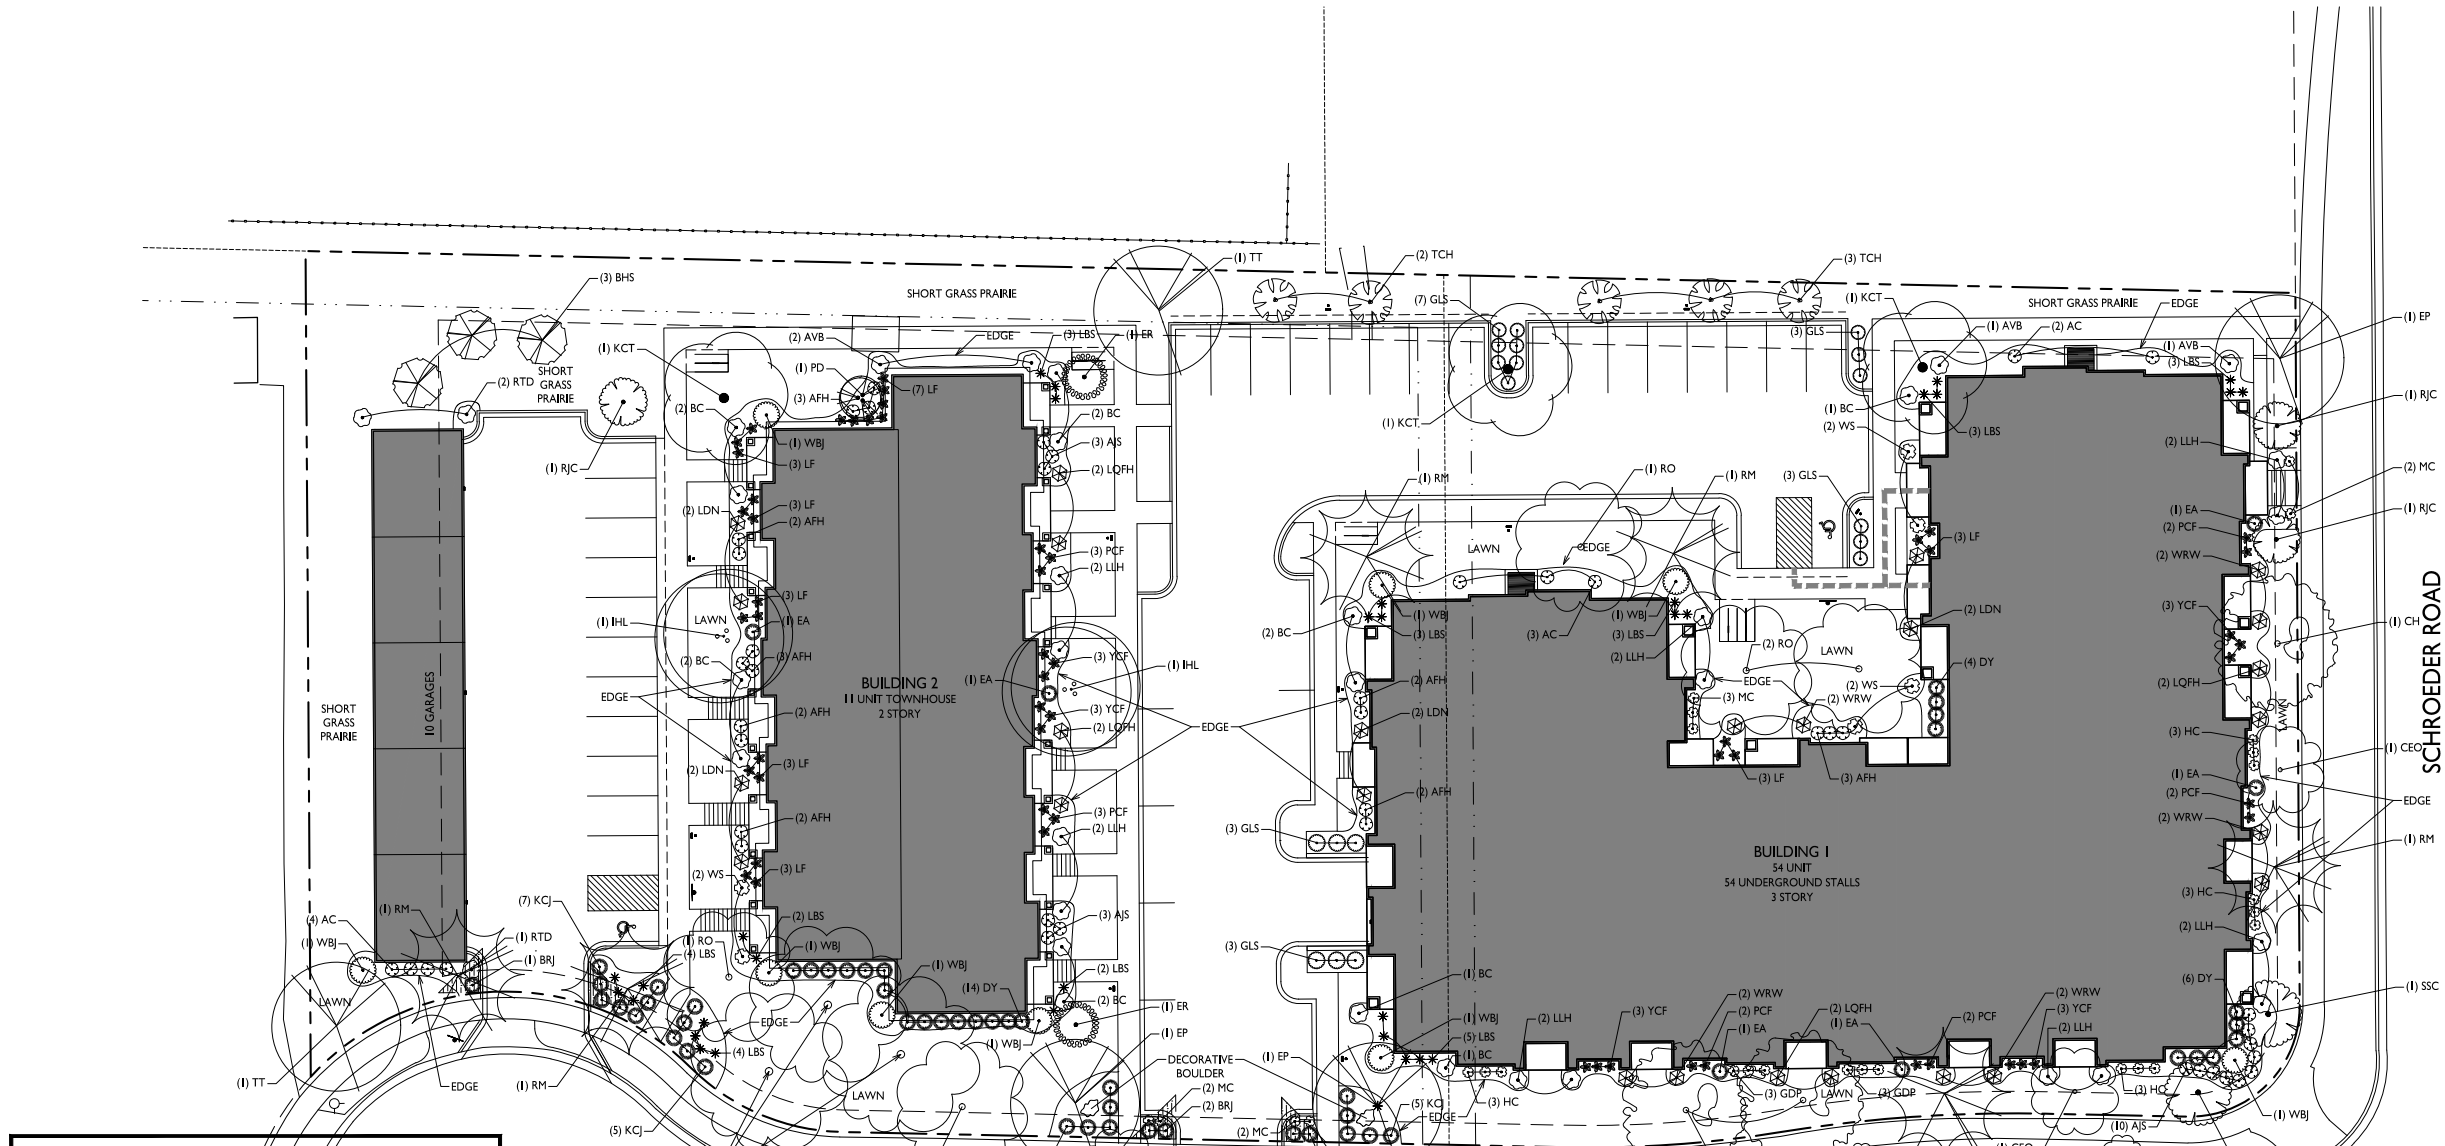 (1) TT
(2) TCH
(3) TCH
(3) BHS
SHORT GRASS PRAIRIE
(7) GLS
(1) KCT
SHORT GRASS PRAIRIE
EDGE
(1) EP
(1) KCT
(2) AVB
EDGE
(3) LBS
(1) ER
(3) GLS
(1) AVB
(2) AC
(1) AVB
(3) LBS
SHORT
GRASS
PRAIRIE
(1) PD
(2) RTD
(7) LF
(3) AFH
(1) RJC
(2) BC
(2) BC
(1) KCT
(1) BC
(3) LBS
(2) WS
(1) WBJ
(3) AJS
(2) LLH
(3) LF
(1) RJC
(2) LQFH
(1) RM
(1) RO
(1) RM
(3) GLS
(2) MC
(3) LF
(2) LDN
(2) AFH
(1) EA
(1) RJC
(2) PCF
(3) PCF
LAWN
EDGE
(3) LF
(2) WRW
(2) LLH
(3) LF
LAWN
(1) IHL
(1) EA
(1) WBJ
(1) WBJ
(2) LDN
(3) YCF
(2) BC
(3) LBS
(3) AC
(3) LBS
(1) CH
(3) AFH
(2) BC
(3) YCF
(1) IHL
(2) LLH
(2) RO
LAWN
(4) DY
EDGE
(1) EA
BUILDING 2
11 UNIT TOWNHOUSE
2 STORY
10 GARAGES
(2) AFH
EDGE
(2) WS
(2) LQFH
(3) MC
(2) WRW
SHORT
GRASS
PRAIRIE
(2) AFH
(3) YCF
(2) LQFH
EDGE
(2) LDN
LAWN
(3) HC
(1) CEO
SCHROEDER ROAD
(2) LDN
(3) LF
(3) LF
(3) AFH
(1) EA
(2) AFH
(2) PCF
EDGE
(2) AFH
(3) PCF
(2) LLH
(3) GLS
(2) WRW
(1) RM
BUILDING 1
54 UNIT
54 UNDERGROUND STALLS
3 STORY
(2) WS
(3) LF
(3) HC
(7) KCJ
(4) AC
(1) RM
(2) LBS
(3) AJS
(2) LLH
(1) WBJ
(1) RTD
(1) RO
(1) WBJ
(3) GLS
(1) BRJ
(4) LBS
(1) WBJ
(2) LBS
(1) BC
(6) DY
(1) SSC
LAWN
(14) DY
(2) BC
(1) ER
(2) WRW
(2) WRW
EDGE
(1) WBJ
(2) LLH
(3) YCF
(2) PCF
(2) LQFH
(3) YCF
(1) EP
(1) WBJ
(5) LBS
(1) EA
(1) EA
(2) PCF
(2) LLH
(4) LBS
DECORATIVE
BOULDER
(1) EP
(1) BC
(1) TT
EDGE
(1) RM
LAWN
(2) MC
(3) GDP
LAWN
(3) GDP
(3) HC
(2) BRJ
(5) KCJ
EDGE
(3) HC
(1) WBJ
(5) KCJ
(2) MC
(10) AJS